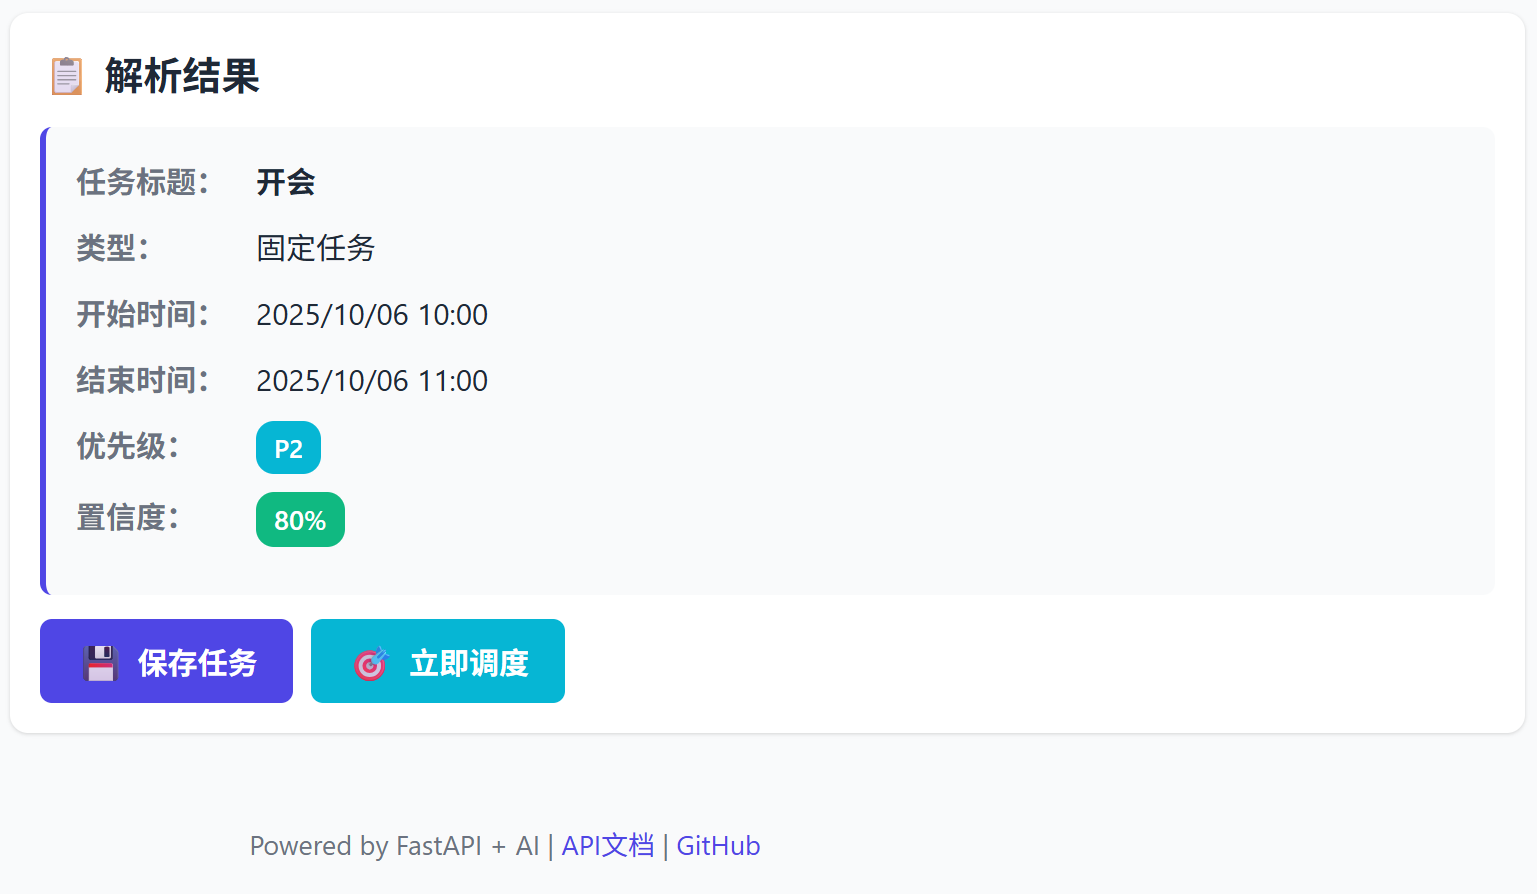 解析结果
任务标题： 开会
类型： 固定任务
开始时间： 2025/10/06 10:00
结束时间： 2025/10/06 11:00
优先级： P2
置信度： 80%
保存任务 立即调度
Powered by FastAPI + AI | API文档 | GitHub